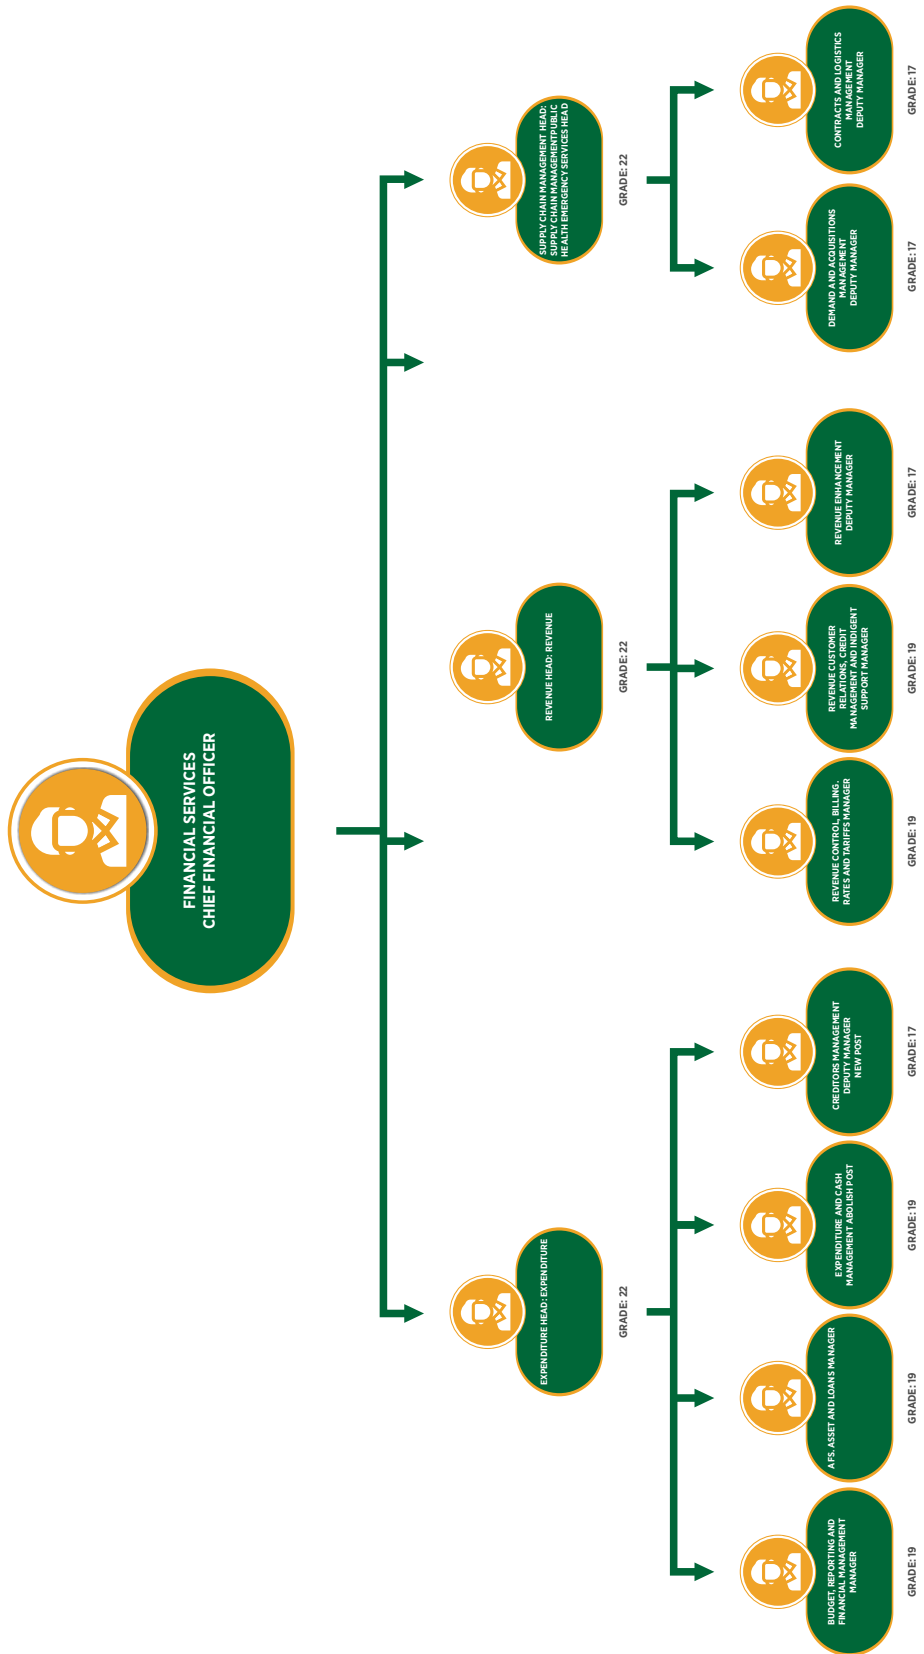 FINANCIAL SERVICES
CHIEF FINANCIAL OFFICER
EXPENDITURE HEAD: EXPENDITURE
GRADE: 22
REVENUE HEAD: REVENUE
GRADE: 22
SUPPLY CHAIN MANAGEMENT HEAD:
SUPPLY CHAIN MANAGEMENTPUBLIC
HEALTH EMERGENCY SERVICES HEAD
GRADE: 22
BUDGET, REPORTING AND
FINANCIAL MANAGEMENT
MANAGER
GRADE: 19
AFS. ASSET AND LOANS MANAGER
GRADE: 19
EXPENDITURE AND CASH
MANAGEMENT ABOLISH POST
GRADE: 19
CREDITORS MANAGEMENT
DEPUTY MANAGER
NEW POST
GRADE: 17
REVENUE CONTROL, BILLING.
RATES AND TARIFFS MANAGER
GRADE: 19
REVENUE CUSTOMER
RELATIONS, CREDIT
MANAGEMENT AND INDIGENT
SUPPORT MANAGER
GRADE: 19
REVENUE ENHANCEMENT
DEPUTY MANAGER
GRADE: 17
DEMAND AND ACQUISITIONS
MANAGEMENT
DEPUTY MANAGER
GRADE: 17
CONTRACTS AND LOGISTICS
MANAGEMENT
DEPUTY MANAGER
GRADE: 17